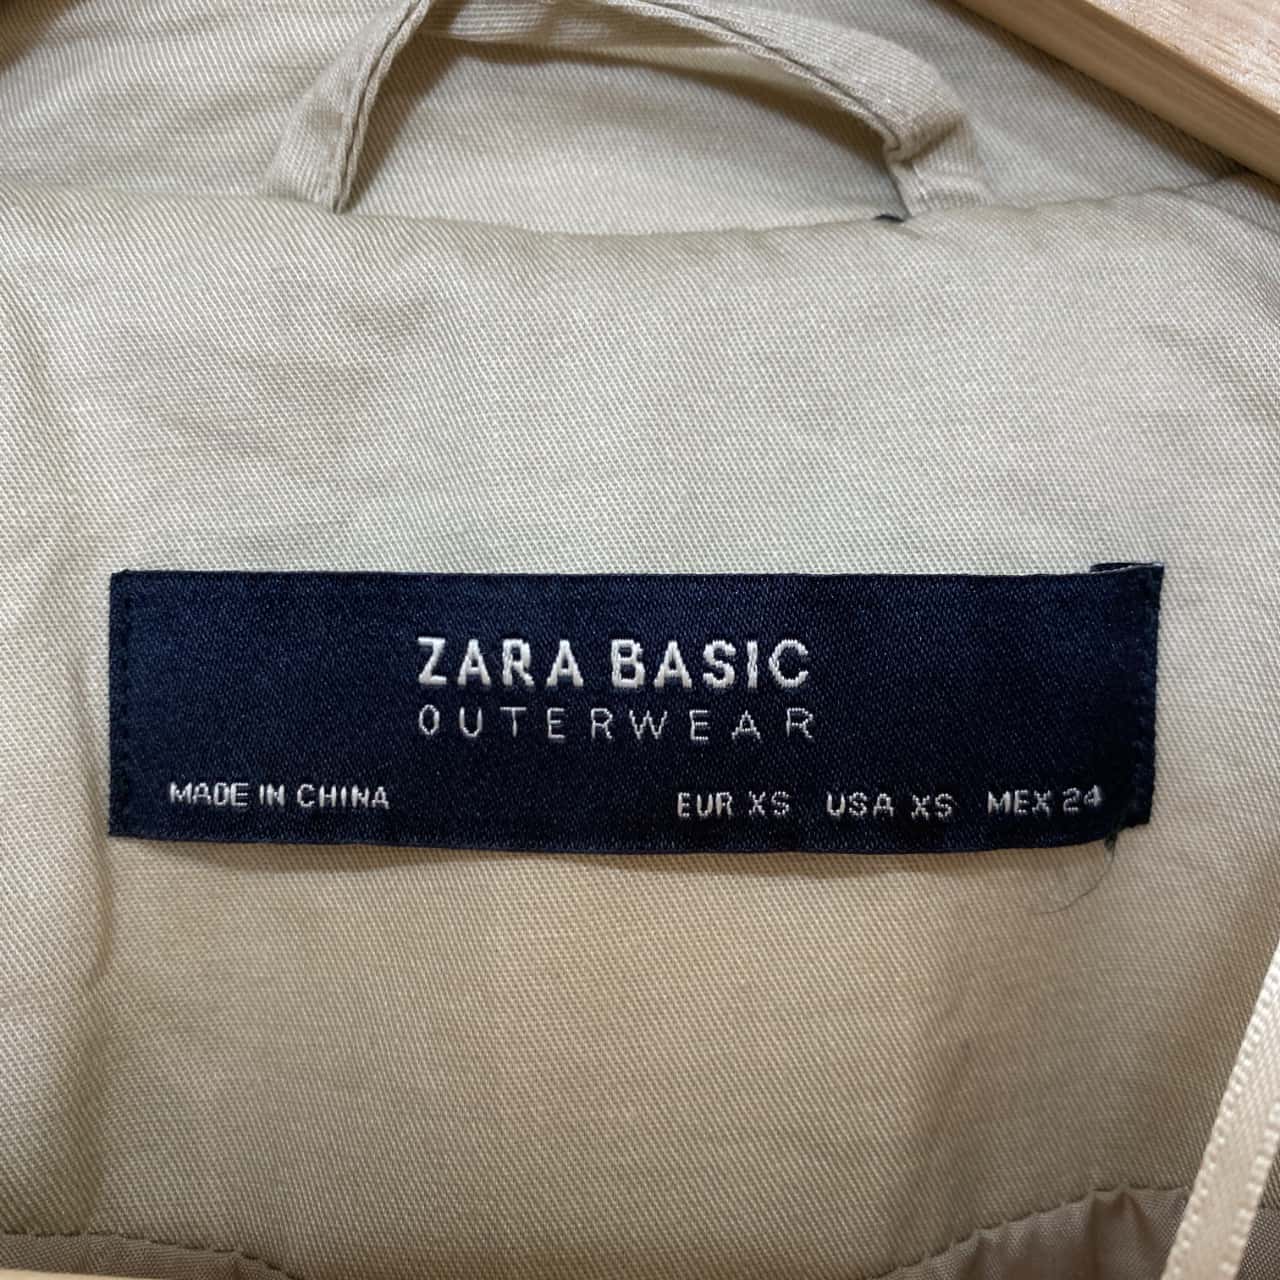 ZARA BASIC
OUTERWEAR
MADE IN CHINA
EUR XS USA XS MEX 24